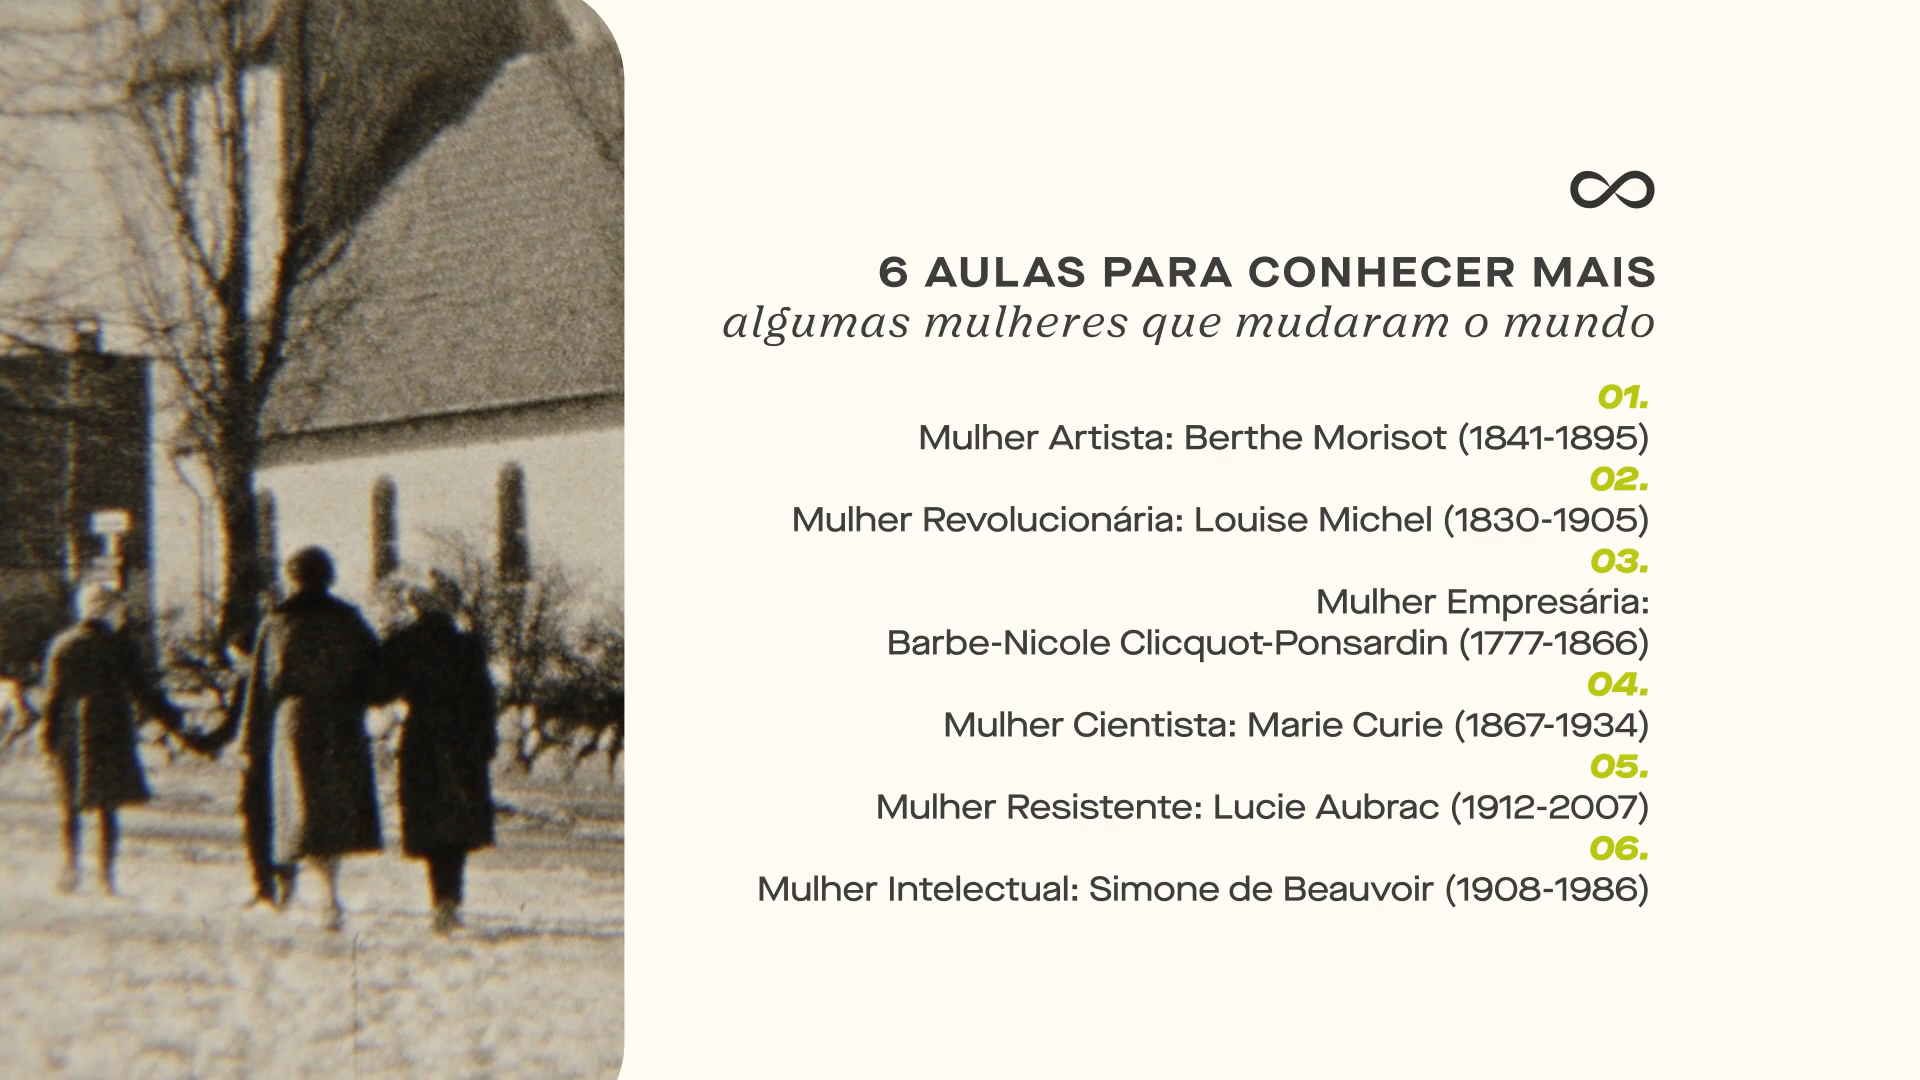 6 AULAS PARA CONHECER MAIS
algumas mulheres que mudaram o mundo
01.
Mulher Artista: Berthe Morisot (1841-1895)
02.
Mulher Revolucionária: Louise Michel (1830-1905)
03.
Mulher Empresária:
Barbe-Nicole Clicquot-Ponsardin (1777-1866)
04.
Mulher Cientista: Marie Curie (1867-1934)
05.
Mulher Resistente: Lucie Aubrac (1912-2007)
06.
Mulher Intelectual: Simone de Beauvoir (1908-1986)